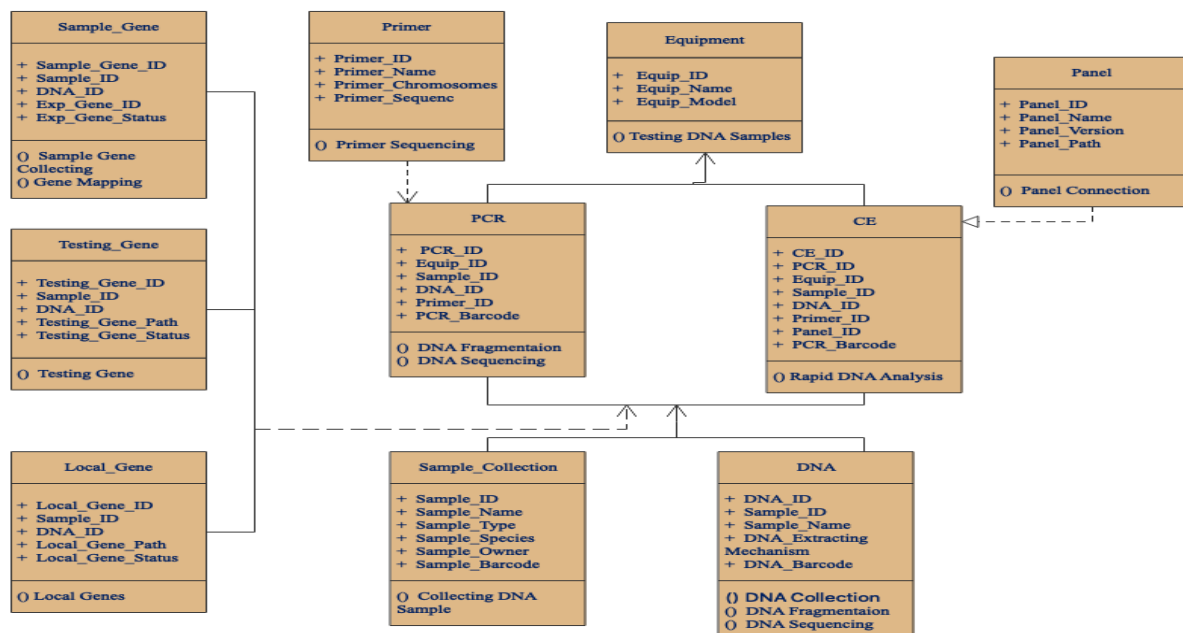 Sample_Gene
+ Sample_Gene_ID
+ Sample_ID
+ DNA_ID
+ Exp_Gene_ID
+ Exp_Gene_Status
() Sample Gene
Collecting
() Gene Mapping
Primer
+ Primer_ID
+ Primer_Name
+ Primer_Chromosomes
+ Primer_Sequenc
() Primer Sequencing
Equipment
+ Equip_ID
+ Equip_Name
+ Equip_Model
() Testing DNA Samples
Panel
+ Panel_ID
+ Panel_Name
+ Panel_Version
+ Panel_Path
() Panel Connection
Testing_Gene
+ Testing_Gene_ID
+ Sample_ID
+ DNA_ID
+ Testing_Gene_Path
+ Testing_Gene_Status
() Testing Gene
PCR
+ PCR_ID
+ Equip_ID
+ Sample_ID
+ DNA_ID
+ Primer_ID
+ PCR_Barcode
() DNA Fragmentaion
() DNA Sequencing
CE
+ CE_ID
+ PCR_ID
+ Equip_ID
+ Sample_ID
+ DNA_ID
+ Primer_ID
+ Panel_ID
+ PCR_Barcode
() Rapid DNA Analysis
Local_Gene
+ Local_Gene_ID
+ Sample_ID
+ DNA_ID
+ Local_Gene_Path
+ Local_Gene_Status
() Local Genes
Sample_Collection
+ Sample_ID
+ Sample_Name
+ Sample_Type
+ Sample_Species
+ Sample_Owner
+ Sample_Barcode
() Collecting DNA
Sample
DNA
+ DNA_ID
+ Sample_ID
+ Sample_Name
+ DNA_Extracting
Mechanism
+ DNA_Barcode
() DNA Collection
() DNA Fragmentaion
() DNA Sequencing